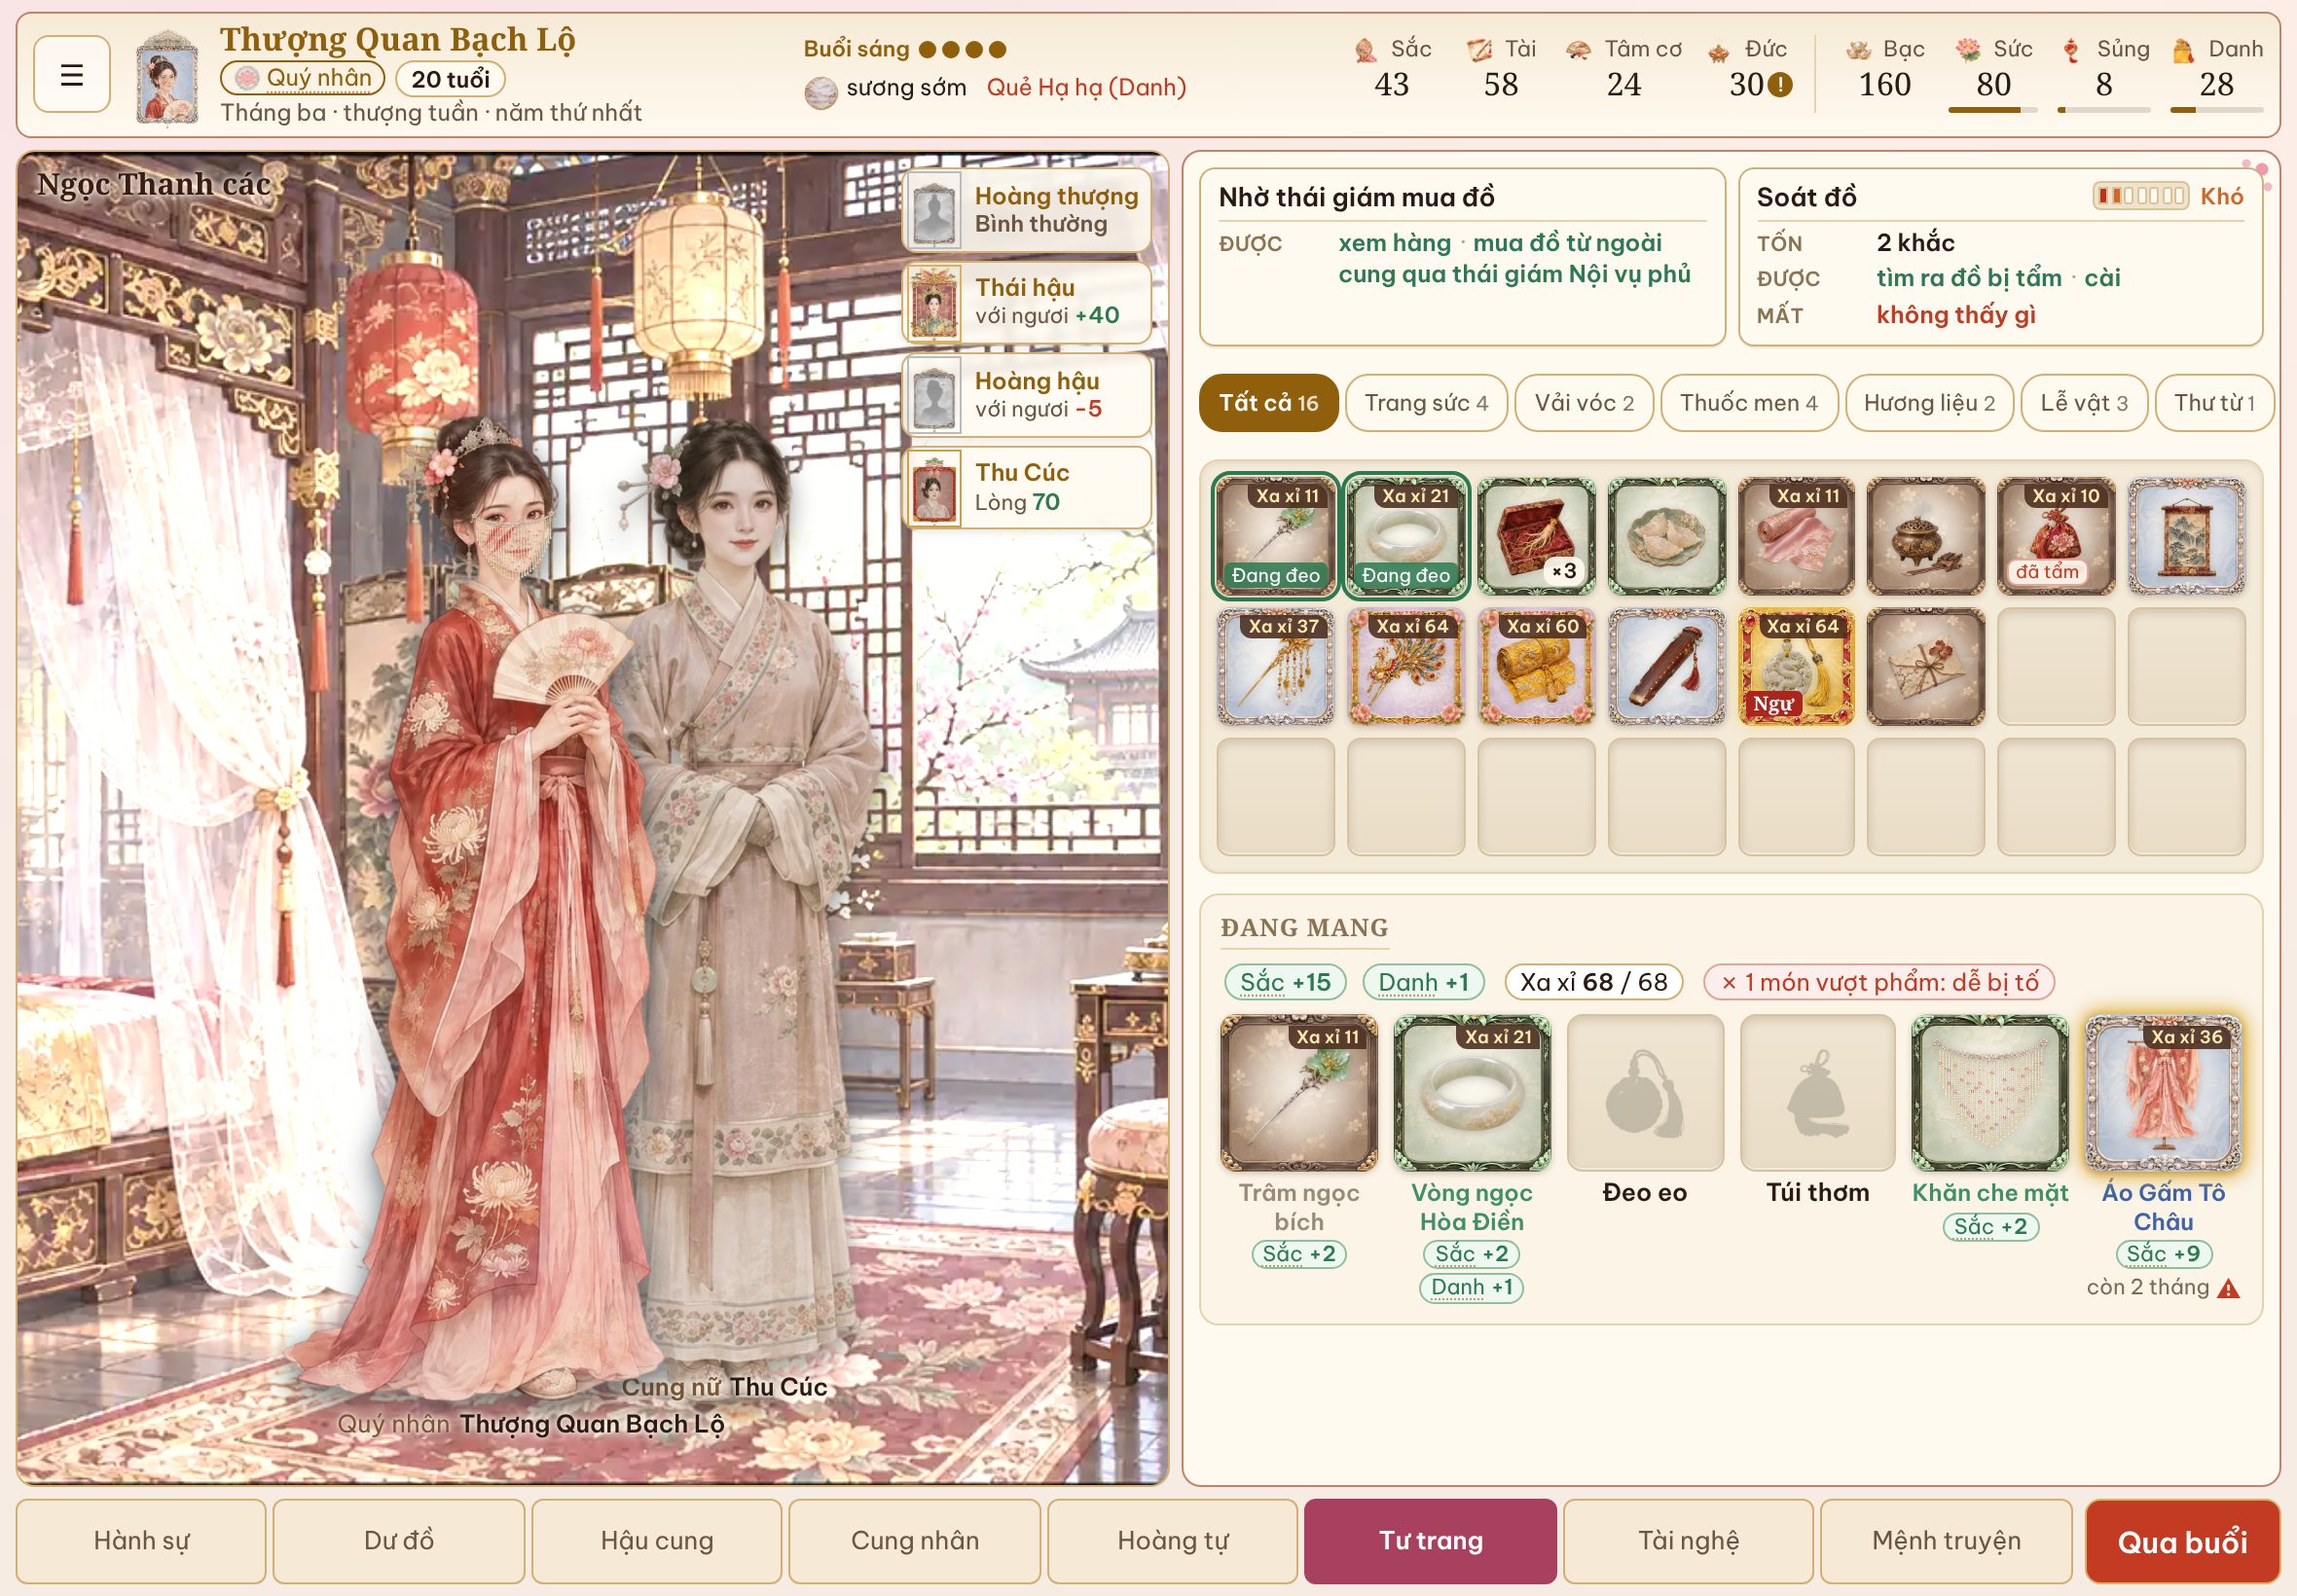 ☰
Thượng Quan Bạch Lộ
Quý nhân
20 tuổi
Tháng ba · thượng tuần · năm thứ nhất
Buổi sáng
sương sớm Quẻ Hạ hạ (Danh)
Sắc
43
Tài
58
Tâm cơ
24
Đức
30 !
Bạc
160
Sức
80
Sủng
8
Danh
28
Ngọc Thanh các
Hoàng thượng
Bình thường
Thái hậu
với ngươi +40
Hoàng hậu
với ngươi -5
Thu Cúc
Lòng 70
Cung nữ Thu Cúc
Quý nhân Thượng Quan Bạch Lộ
Nhờ thái giám mua đồ
ĐƯỢC xem hàng · mua đồ từ ngoài
cung qua thái giám Nội vụ phủ
Soát đồ Khó
TỐN 2 khắc
ĐƯỢC tìm ra đồ bị tẩm · cài
MẤT không thấy gì
Tất cả 16
Trang sức 4
Vải vóc 2
Thuốc men 4
Hương liệu 2
Lễ vật 3
Thư từ 1
Xa xỉ 11
Đang đeo
Xa xỉ 21
Đang đeo
×3
Xa xỉ 11
Xa xỉ 10
đã tẩm
Xa xỉ 37
Xa xỉ 64
Xa xỉ 60
Xa xỉ 64
Ngự
ĐANG MANG
Sắc +15
Danh +1
Xa xỉ 68 / 68
× 1 món vượt phẩm: dễ bị tố
Xa xỉ 11
Trâm ngọc
bích
Sắc +2
Xa xỉ 21
Vòng ngọc
Hòa Điền
Sắc +2
Danh +1
Đeo eo
Túi thơm
Khăn che mặt
Sắc +2
Xa xỉ 36
Áo Gấm Tô
Châu
Sắc +9
còn 2 tháng
Hành sự
Dư đồ
Hậu cung
Cung nhân
Hoàng tự
Tư trang
Tài nghệ
Mệnh truyện
Qua buổi